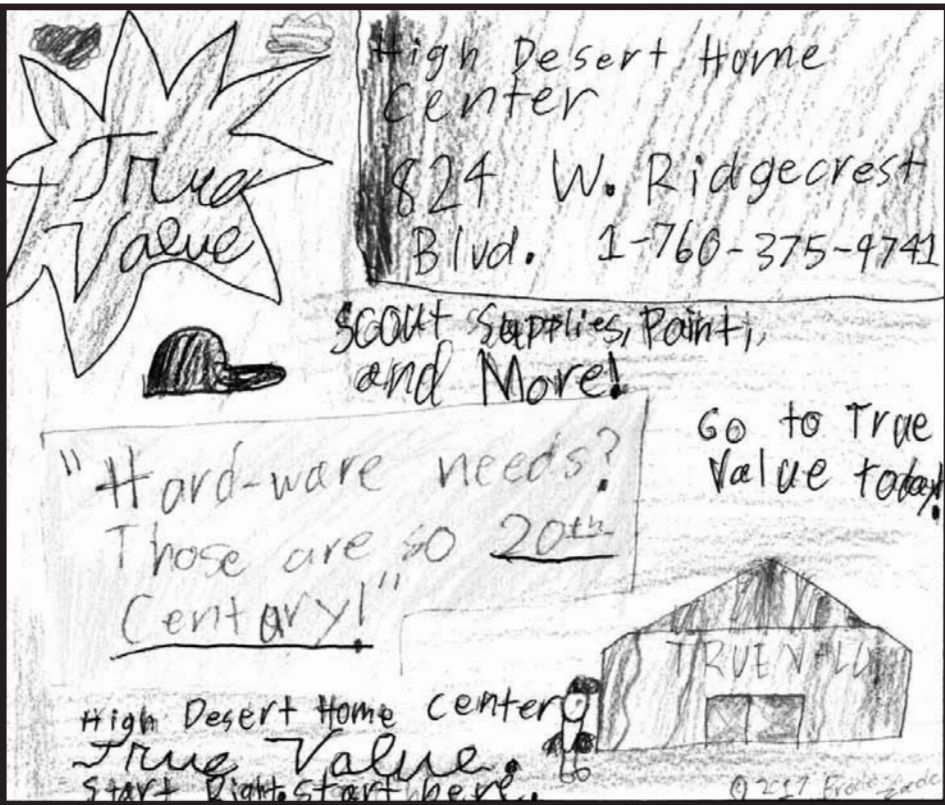 True
Value
High Desert Home
Center
824 W. Ridgecrest
Blvd. 1-760-375-4741
Scout Supplies, Paint,
and More!
Go to True
Value today!
"Hard-ware needs?
Those are so 20th
Century!"
TRUE VALU
High Desert Home Center
True Value.
Start Right. Start here.
© 2017